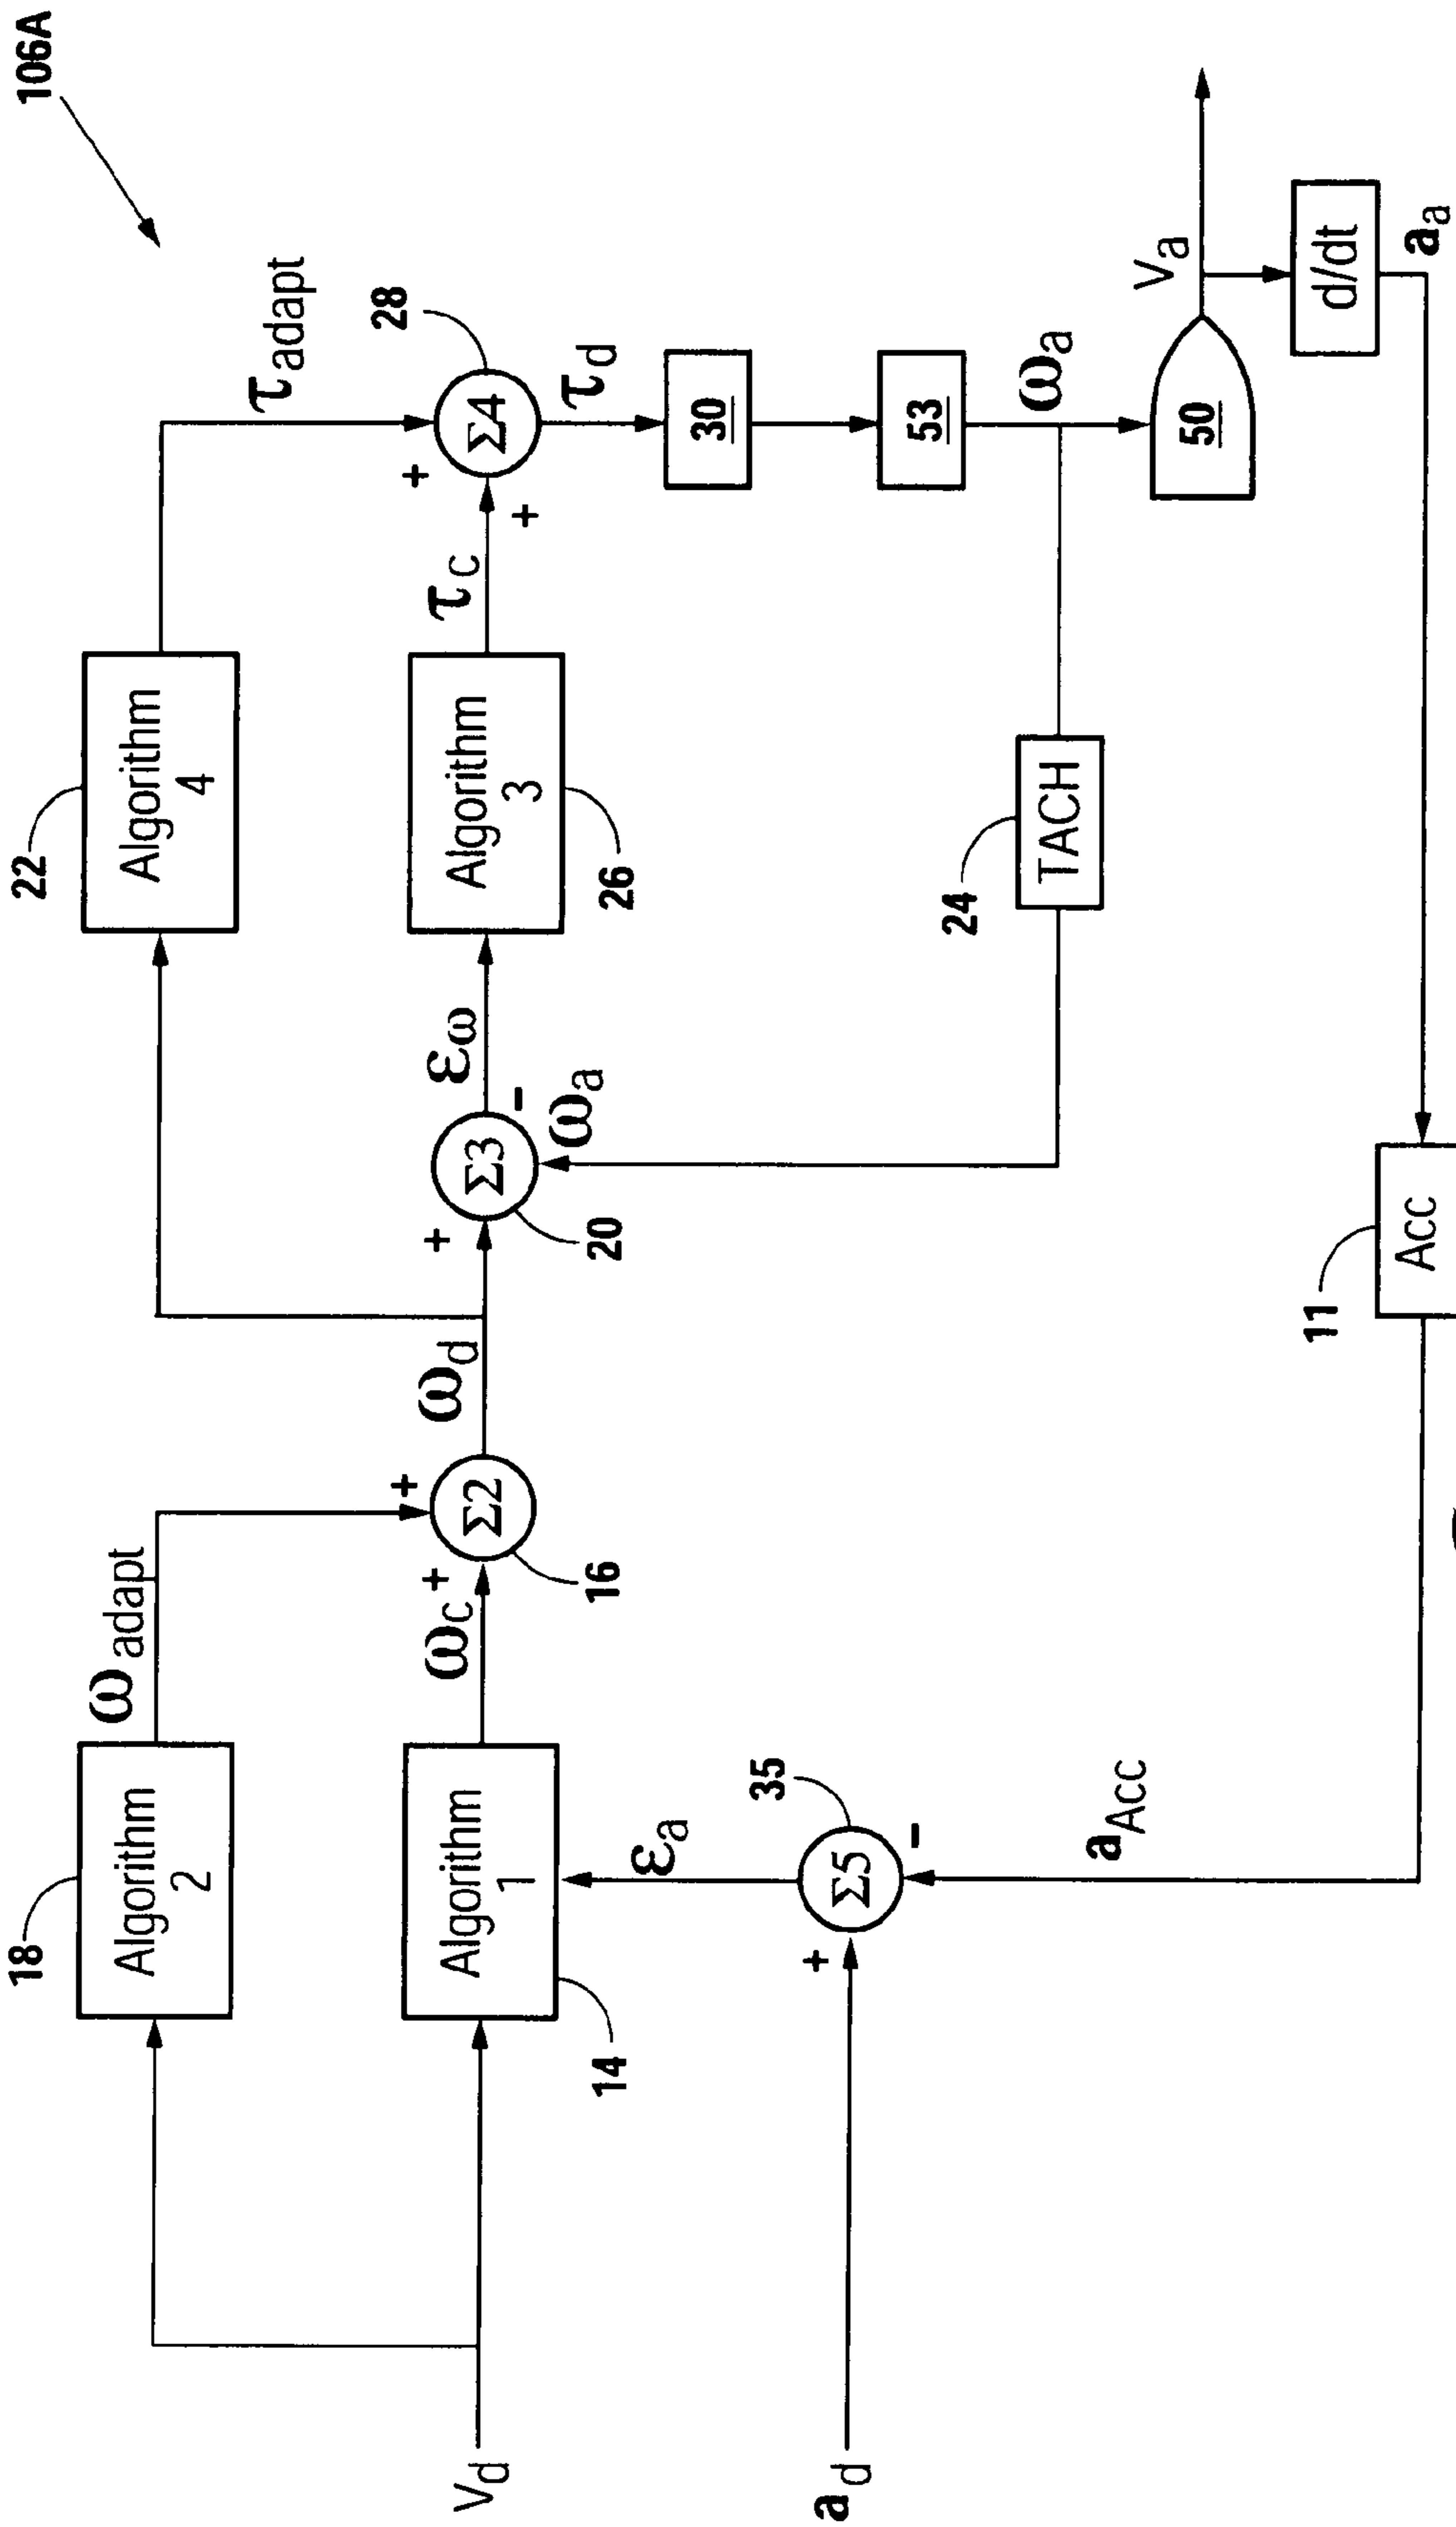 106A
18
Algorithm
2
ω adapt
22
Algorithm
4
τ adapt
Vd
Algorithm
1
14
ωc
+
+
Σ2
16
ωd
+
Σ3
20
-
εω
Algorithm
3
26
τc
+
+
Σ4
28
τd
30
53
ωa
ωa
24
TACH
50
Va
d/dt
aa
ad
+
Σ5
35
-
εa
aAcc
11
Acc